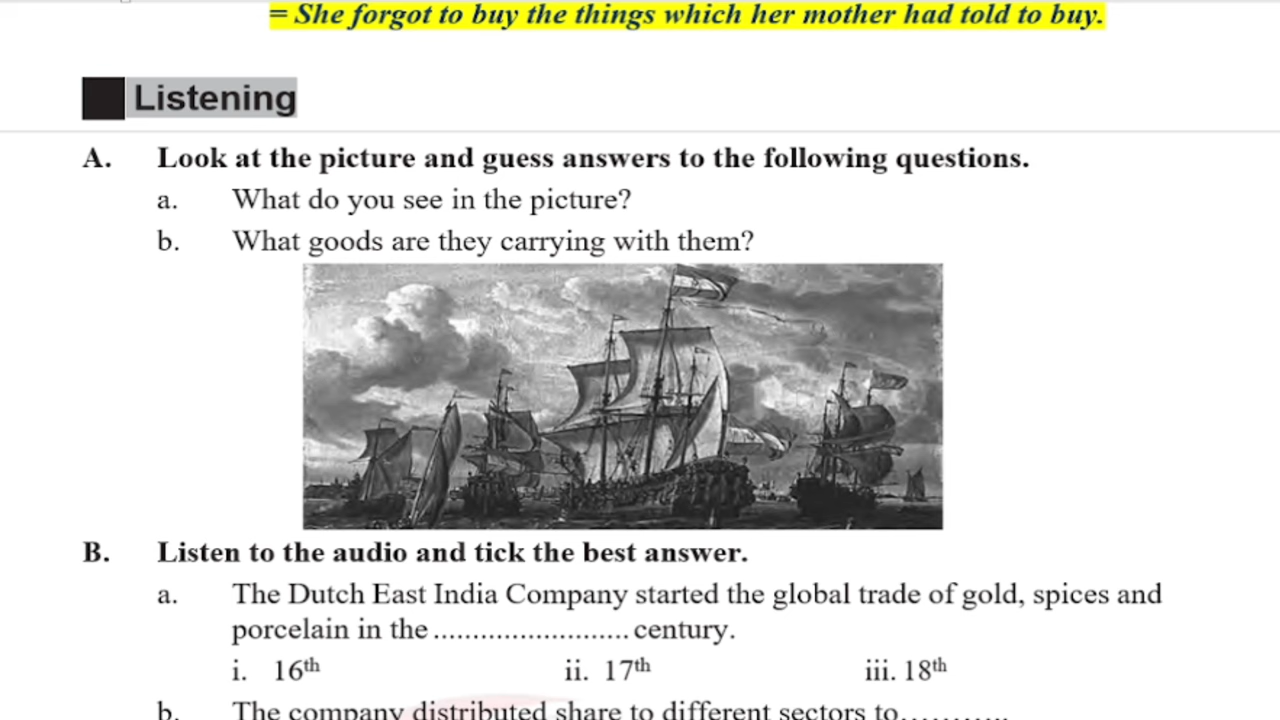 = She forgot to buy the things which her mother had told to buy.
Listening
A. Look at the picture and guess answers to the following questions.
a. What do you see in the picture?
b. What goods are they carrying with them?
B. Listen to the audio and tick the best answer.
a. The Dutch East India Company started the global trade of gold, spices and
porcelain in the ......................... century.
i. 16th ii. 17th iii. 18th
b. The company distributed share to different sectors to...........